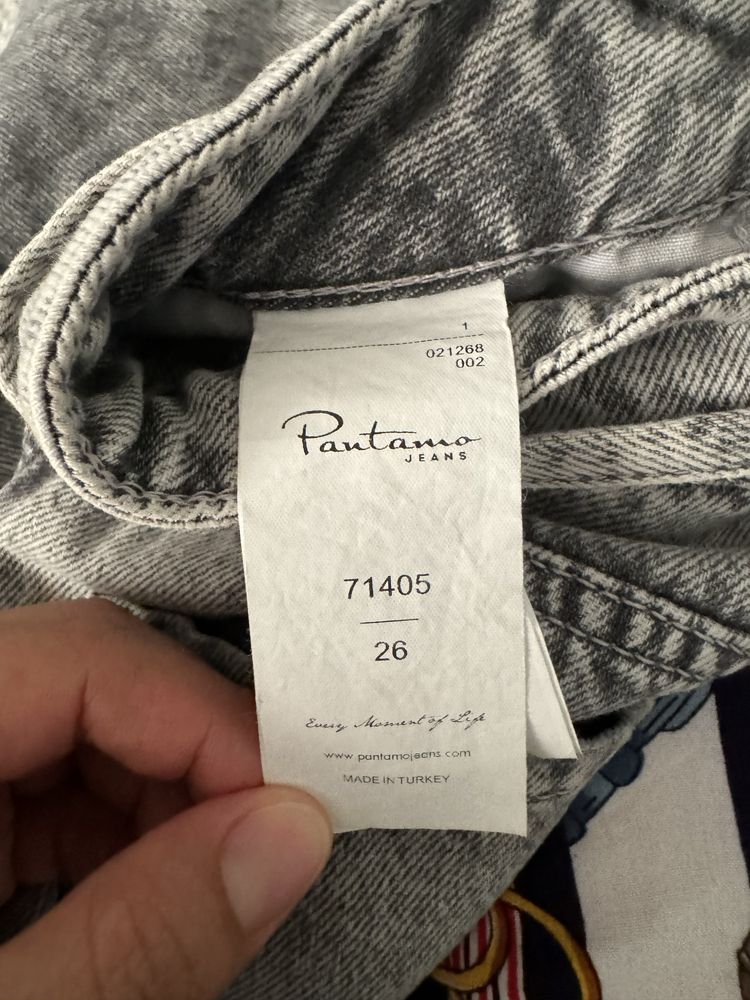 1
021268
002
Pantamo
JEANS
71405
26
Every Moment of Life
www.pantamojeans.com
MADE IN TURKEY